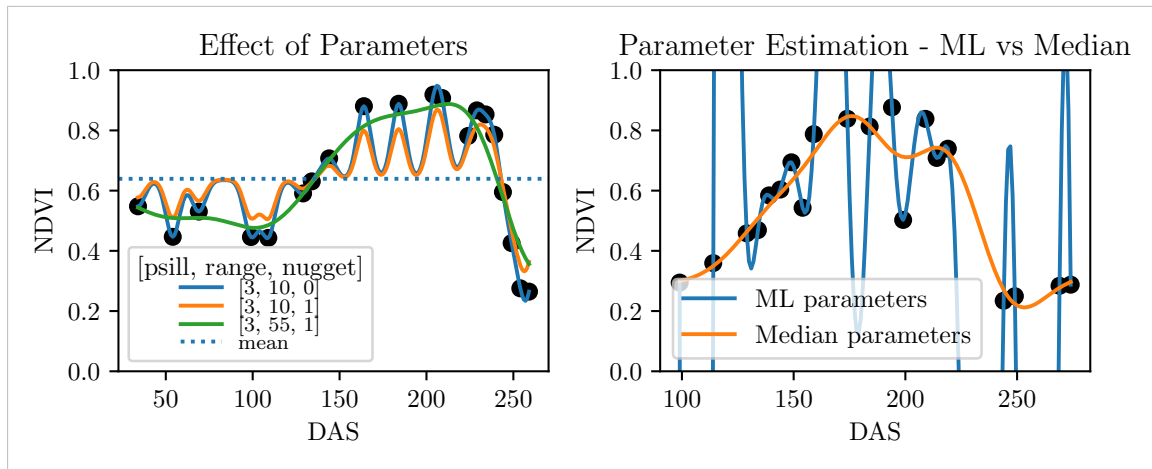 Effect of Parameters
1.0
0.8
0.6
0.4
0.2
0.0
NDVI
[psill, range, nugget]
[3, 10, 0]
[3, 10, 1]
[3, 55, 1]
mean
50
100
150
200
250
DAS
Parameter Estimation - ML vs Median
1.0
0.8
0.6
0.4
0.2
0.0
NDVI
ML parameters
Median parameters
100
150
200
250
DAS